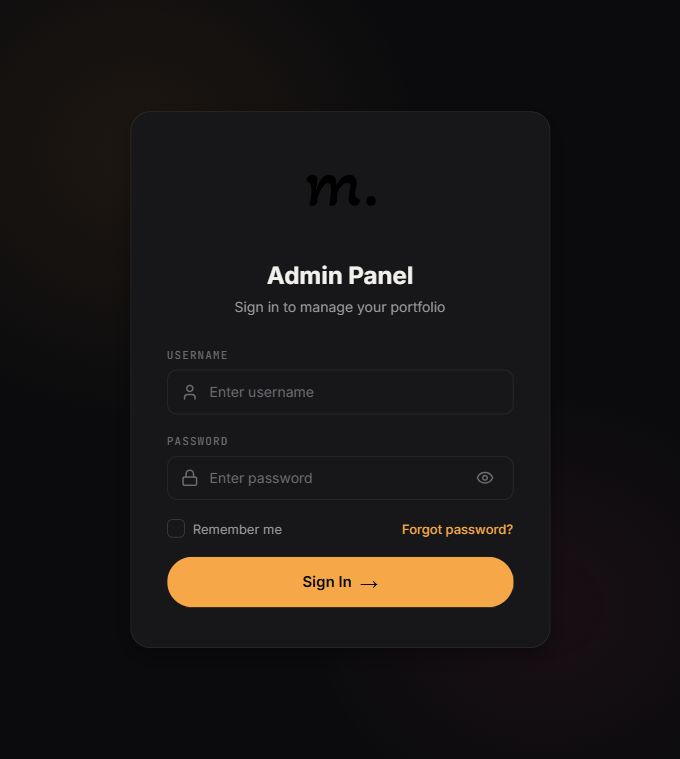 m.
Admin Panel
Sign in to manage your portfolio
USERNAME
Enter username
PASSWORD
Enter password
Remember me
Forgot password?
Sign In →